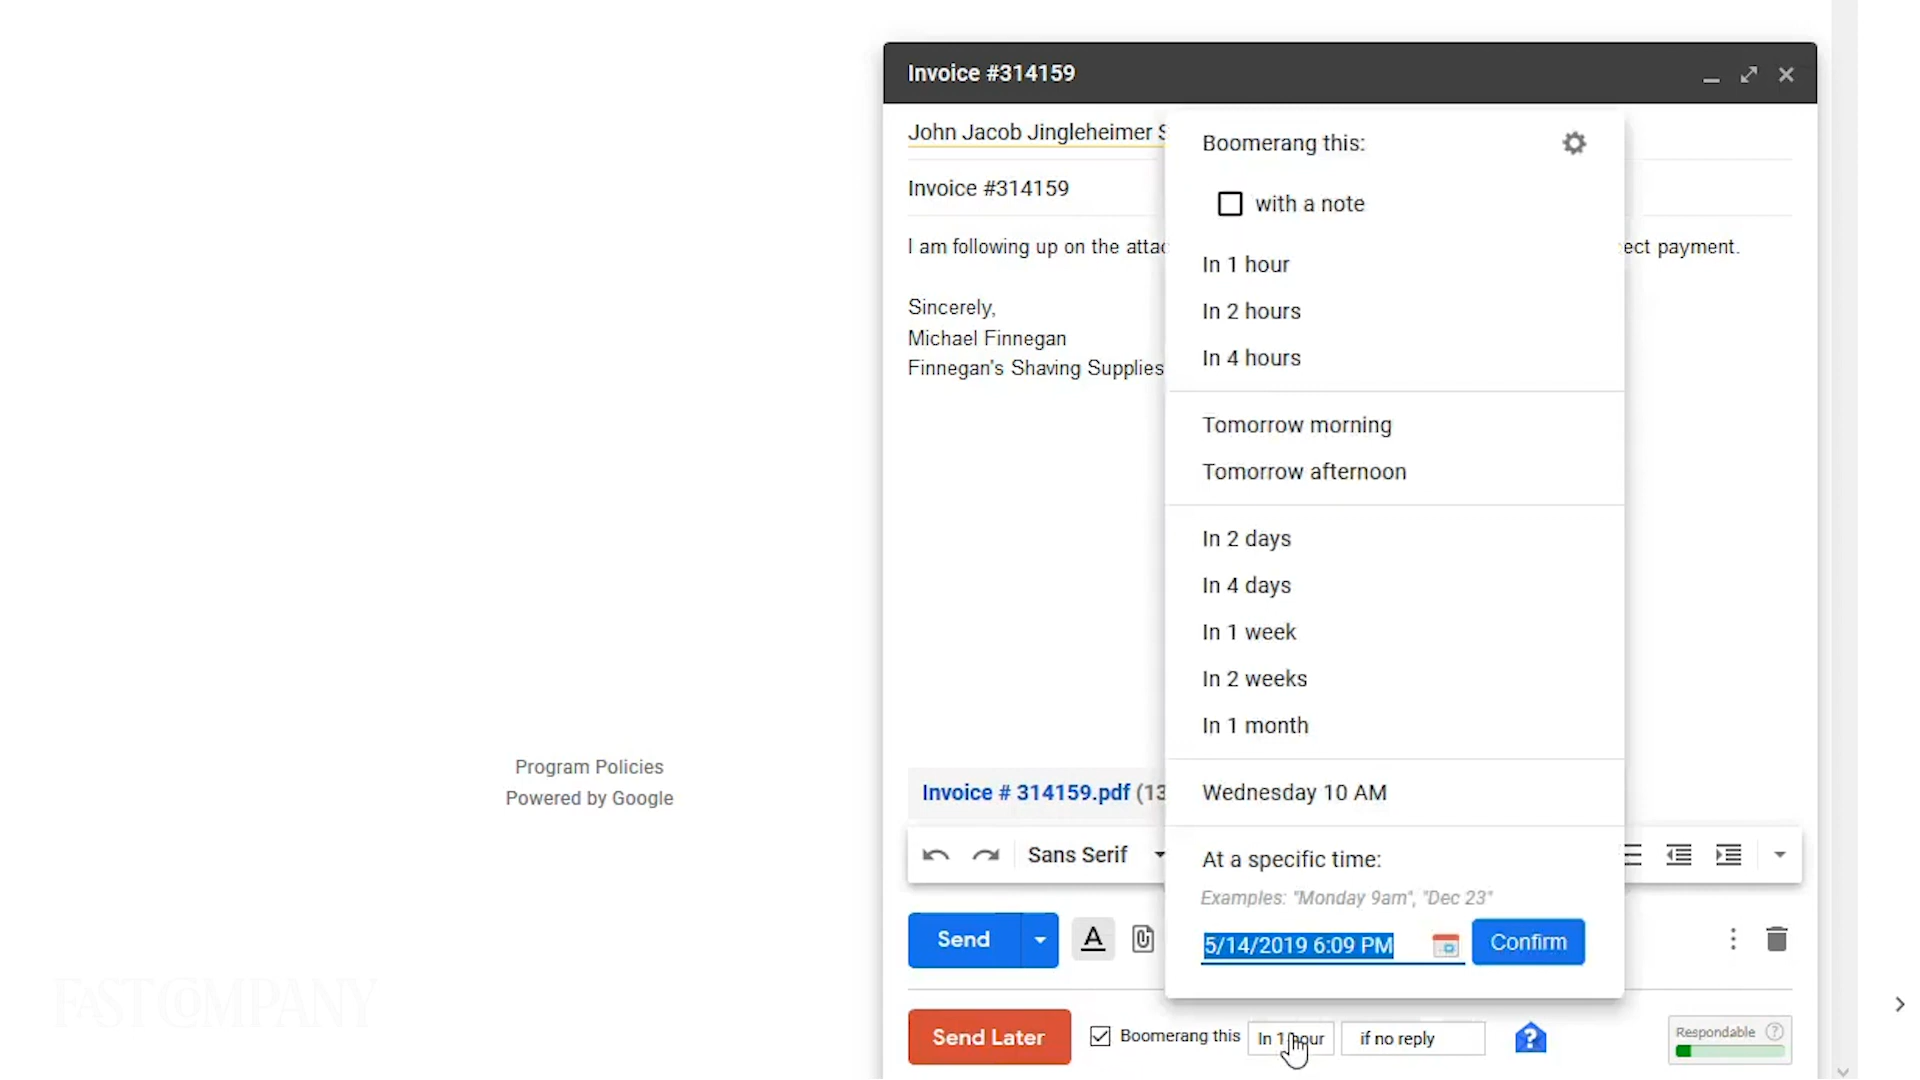 Invoice #314159
John Jacob Jingleheimer
Boomerang this:
with a note
Invoice #314159
I am following up on the ect payment.
In 1 hour
In 2 hours
In 4 hours
Sincerely,
Michael Finnegan
Finnegan's Shaving Supplies
Tomorrow morning
Tomorrow afternoon
In 2 days
In 4 days
In 1 week
In 2 weeks
In 1 month
Wednesday 10 AM
At a specific time:
Examples: "Monday 9am", "Dec 23"
5/14/2019 6:09 PM
Confirm
Program Policies
Powered by Google
Invoice # 314159.pdf (13
Sans Serif
Send
Send Later
Boomerang this
In 1 hour
if no reply
Respondable
FAST COMPANY